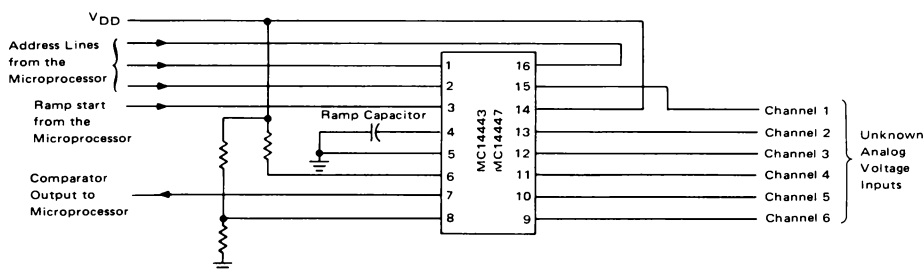 VDD
Address Lines
from the
Microprocessor
Ramp start
from the
Microprocessor
Ramp Capacitor
Comparator
Output to
Microprocessor
1
2
3
4
5
6
7
8
MC14443
MC14447
16
15
14
13
12
11
10
9
Channel 1
Channel 2
Channel 3
Channel 4
Channel 5
Channel 6
Unknown
Analog
Voltage
Inputs